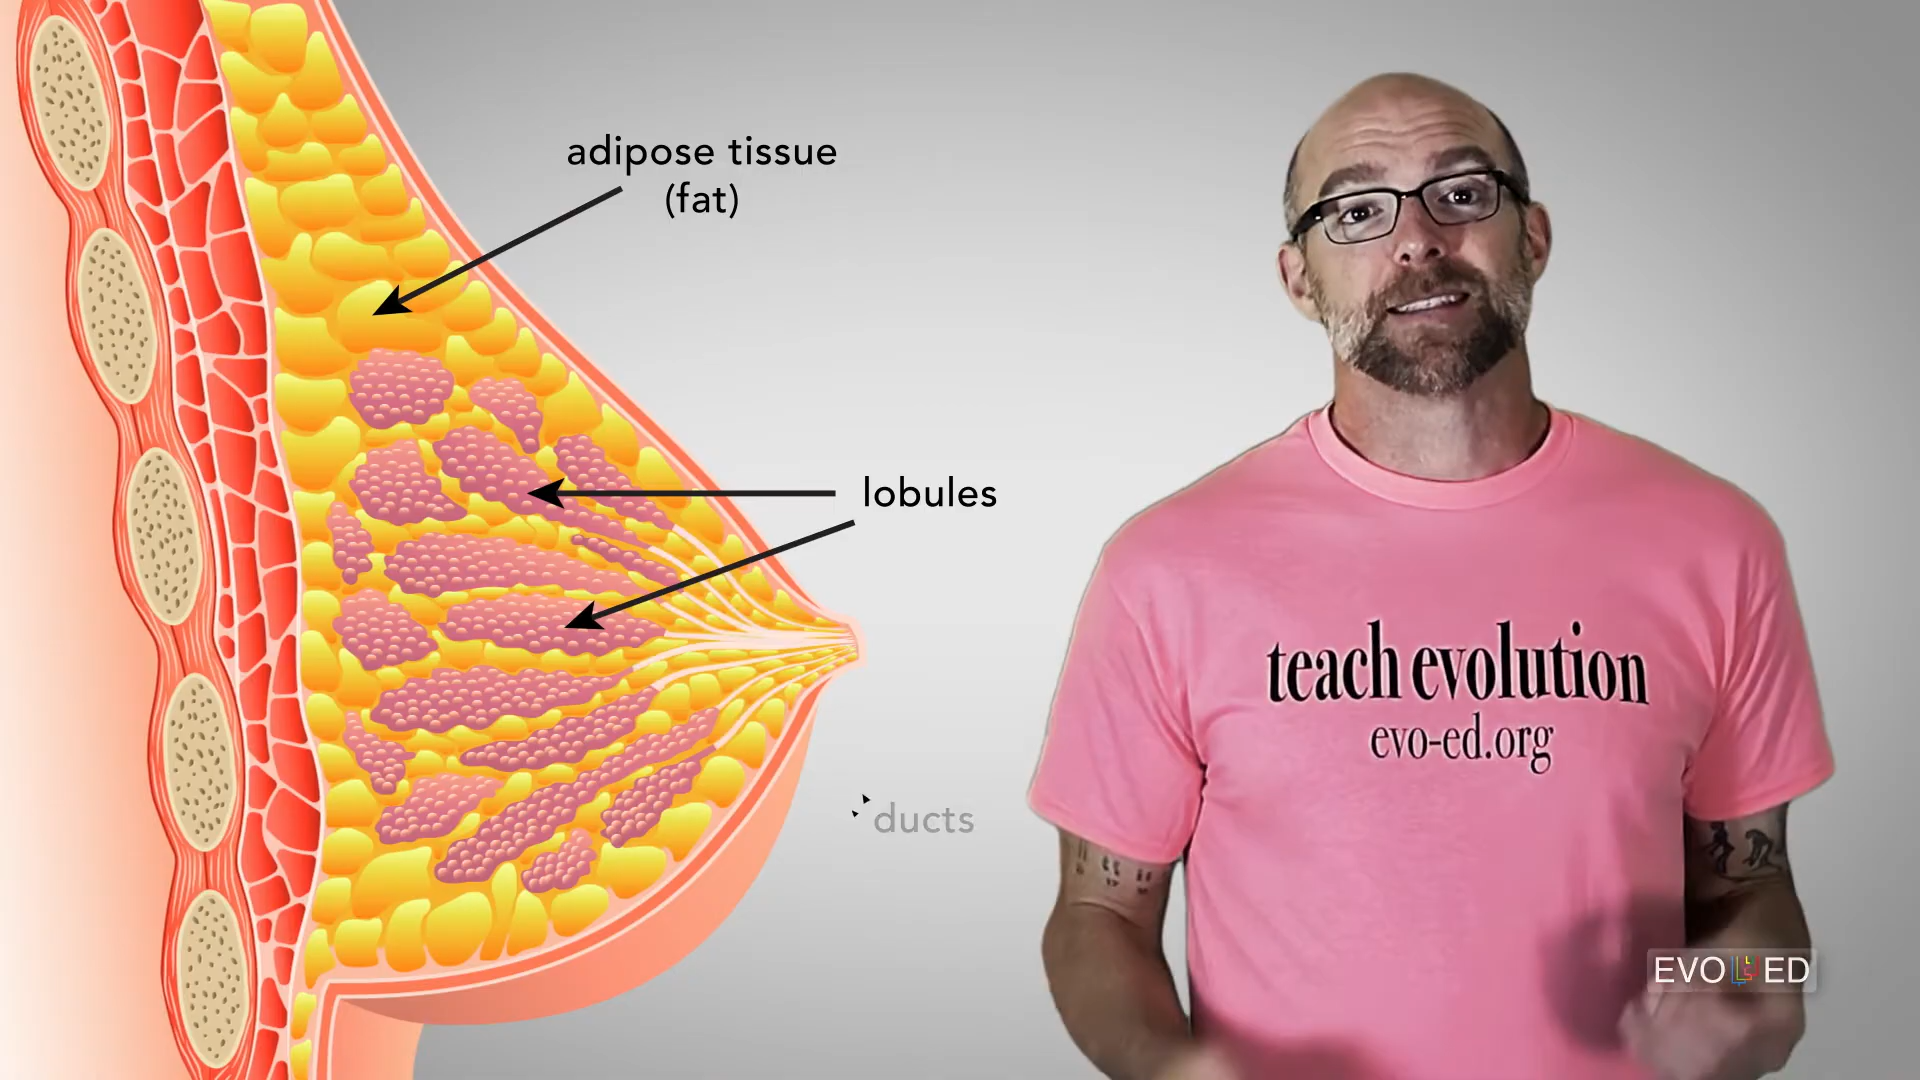 adipose tissue
(fat)
lobules
ducts
teach evolution
evo-ed.org
EVO ED